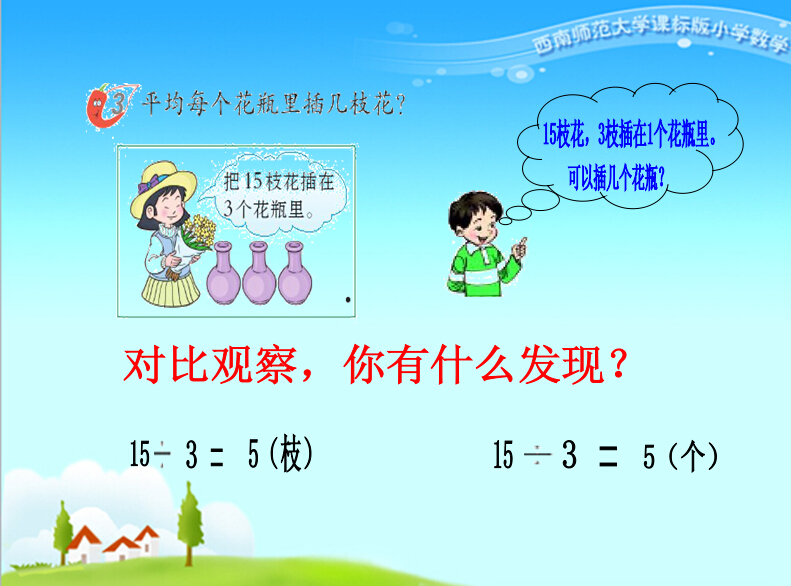 西南师范大学课标版小学数学
3 平均每个花瓶里插几枝花?
把15枝花插在
3个花瓶里。
15枝花，3枝插在1个花瓶里。
可以插几个花瓶?
对比观察，你有什么发现？
15÷3=5(枝)
15÷3=5(个)